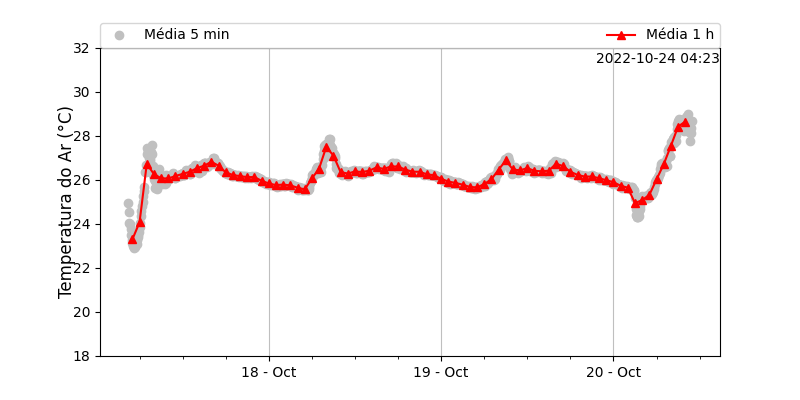 Média 5 min
Média 1 h
2022-10-24 04:23
Temperatura do Ar (°C)
32
30
28
26
24
22
20
18
18 - Oct
19 - Oct
20 - Oct